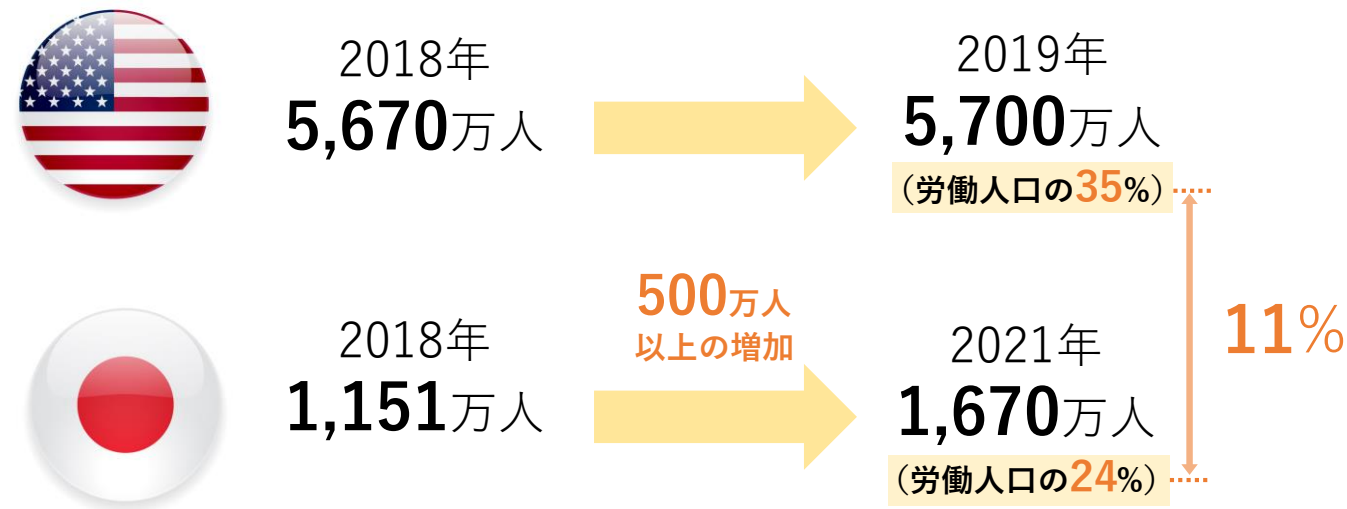 2018年
5,670万人
2019年
5,700万人
（労働人口の35%）
500万人
以上の増加
11%
2018年
1,151万人
2021年
1,670万人
（労働人口の24%）